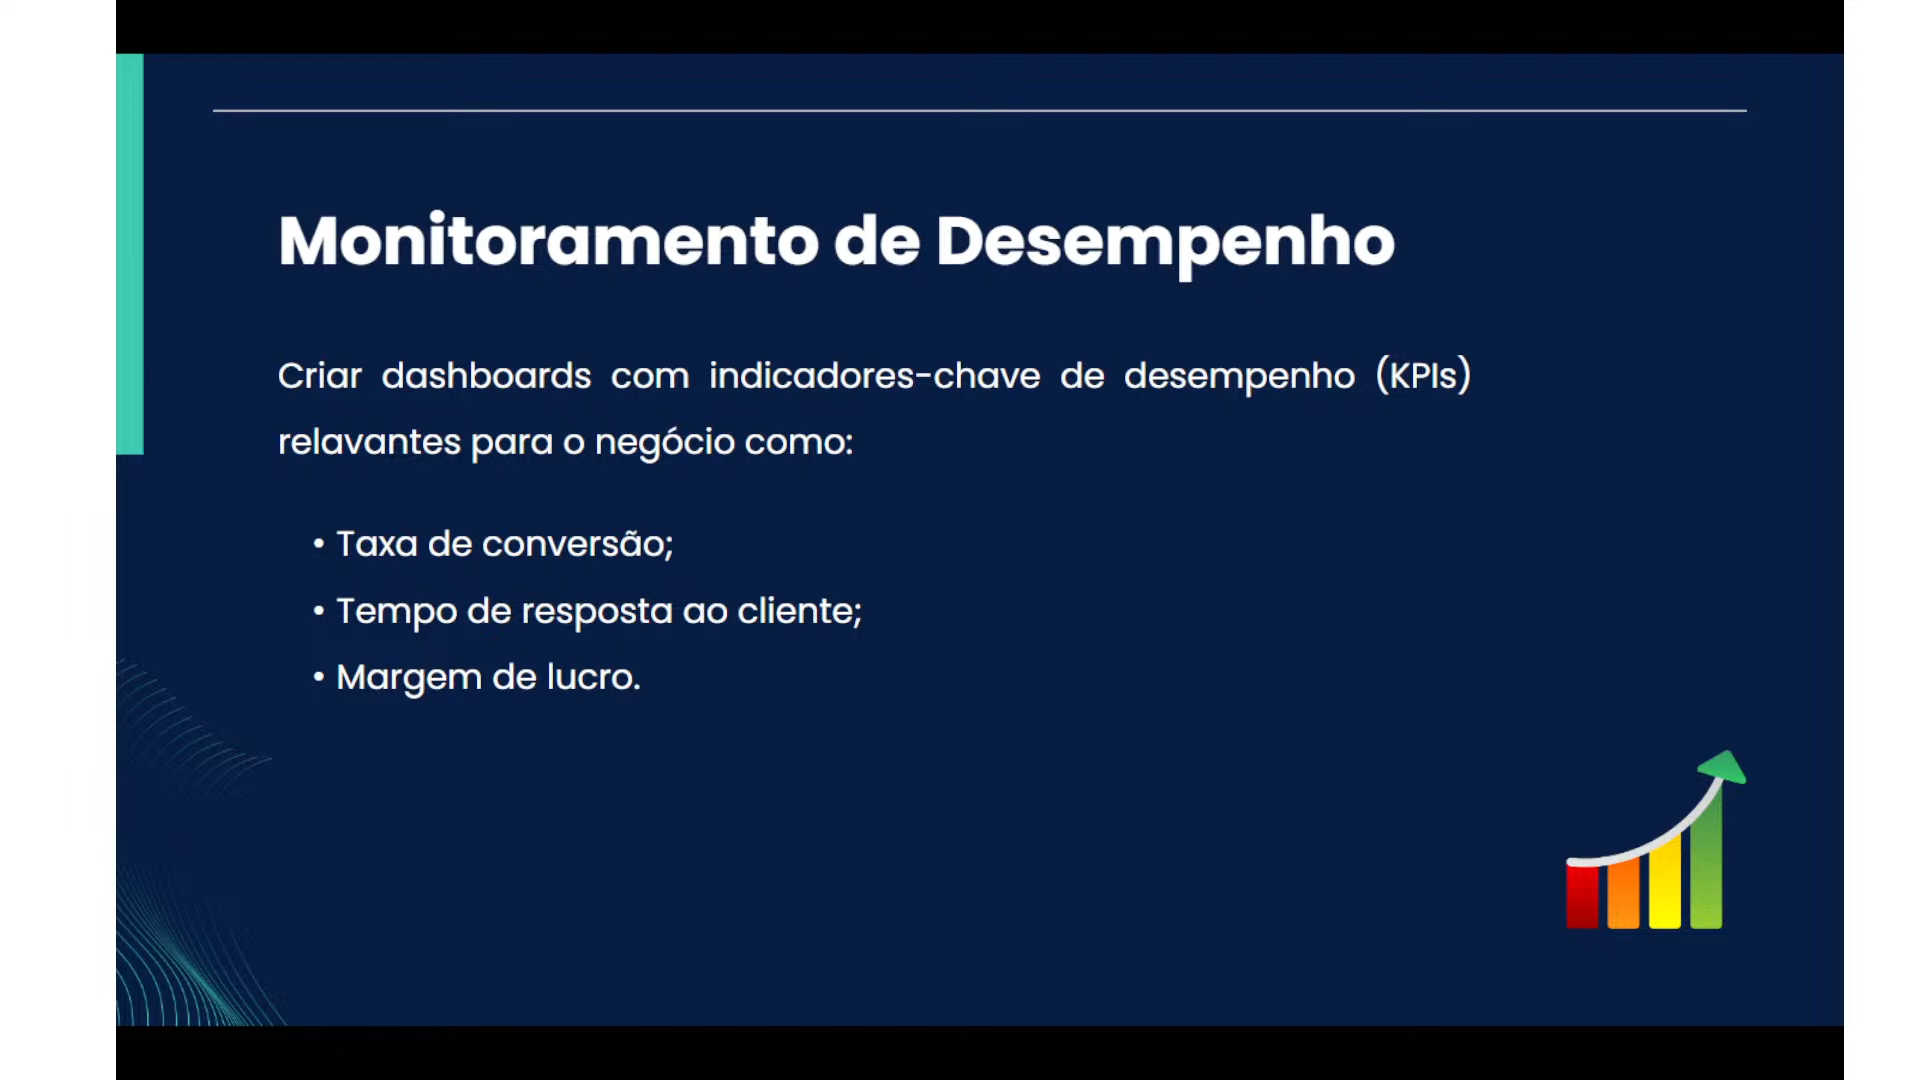 Monitoramento de Desempenho
Criar dashboards com indicadores-chave de desempenho (KPIs)
relavantes para o negócio como:
• Taxa de conversão;
• Tempo de resposta ao cliente;
• Margem de lucro.